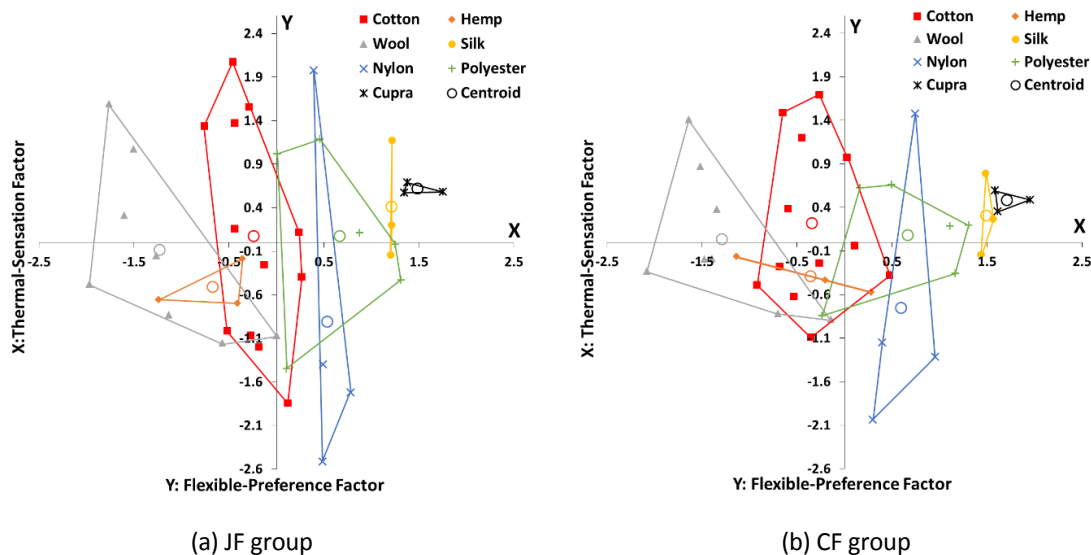 Y
Cotton Hemp
Wool Silk
Nylon Polyester
Cupra Centroid
2.4
1.9
1.4
0.9
0.4
-0.1
-0.6
-1.1
-1.6
-2.1
-2.6
-2.5 -1.5 -0.5 0.5 1.5 2.5
X
X:Thermal-Sensation Factor
Y: Flexible-Preference Factor
(a) JF group
Y
Cotton Hemp
Wool Silk
Nylon Polyester
Cupra Centroid
2.4
1.9
1.4
0.9
0.4
-0.1
-0.6
-1.1
-1.6
-2.1
-2.6
-2.5 -1.5 -0.5 0.5 1.5 2.5
X
X: Thermal-Sensation Factor
Y: Flexible-Preference Factor
(b) CF group